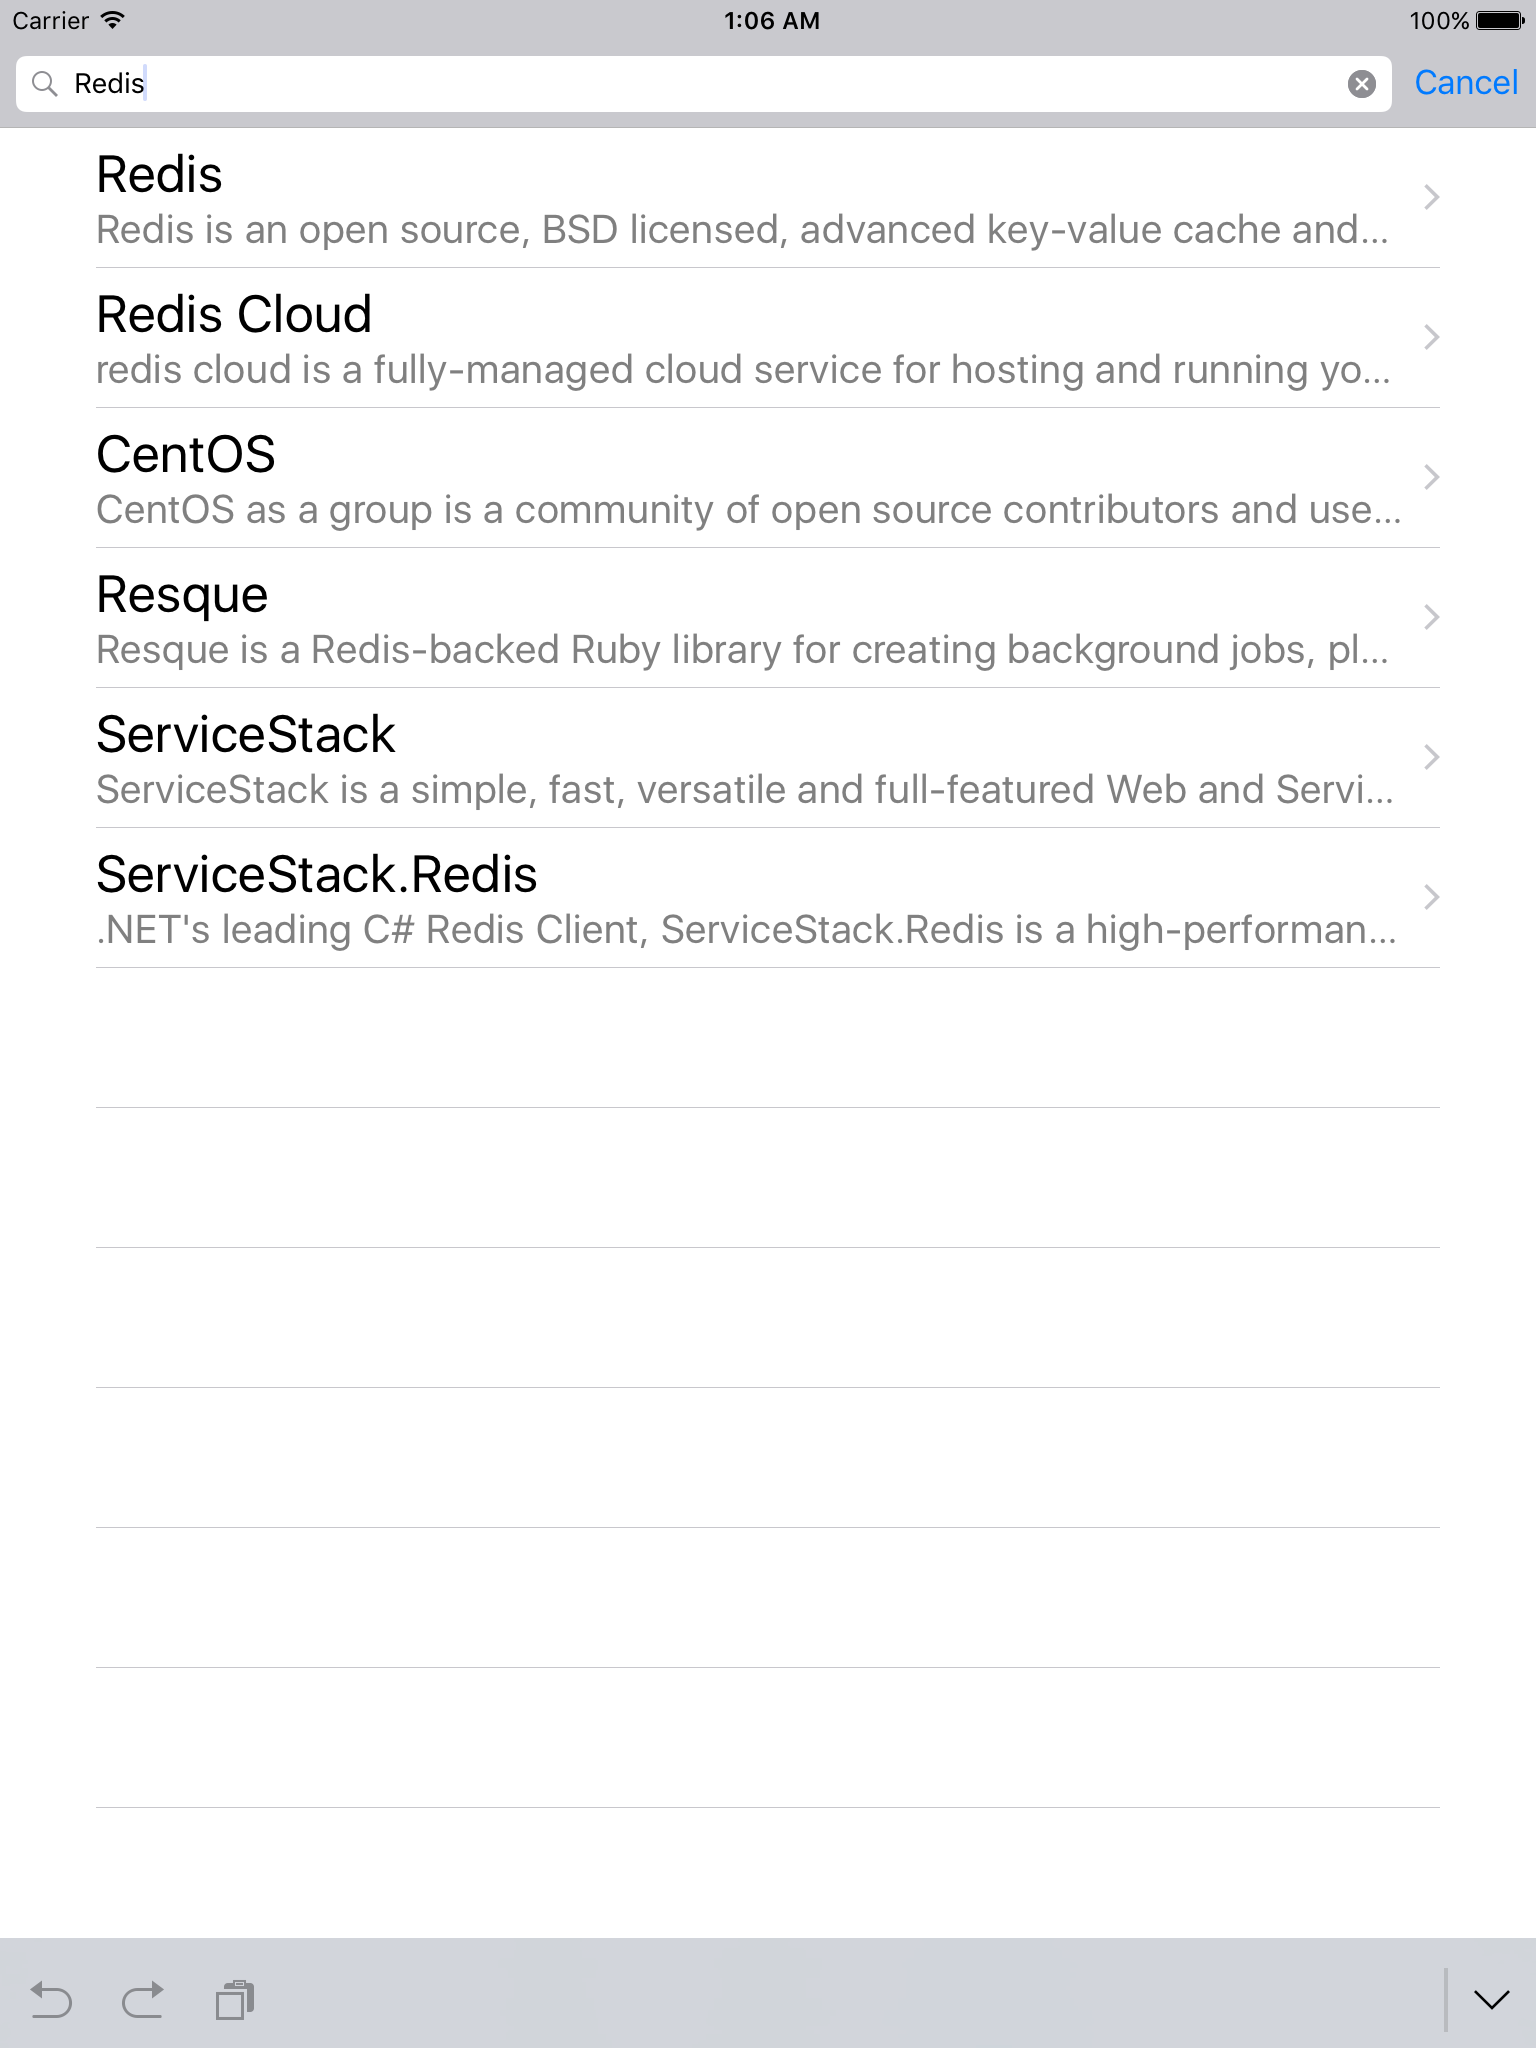 Carrier 1:06 AM 100%
Redis Cancel
Redis
Redis is an open source, BSD licensed, advanced key-value cache and...
Redis Cloud
redis cloud is a fully-managed cloud service for hosting and running yo...
CentOS
CentOS as a group is a community of open source contributors and use...
Resque
Resque is a Redis-backed Ruby library for creating background jobs, pl...
ServiceStack
ServiceStack is a simple, fast, versatile and full-featured Web and Servi...
ServiceStack.Redis
.NET's leading C# Redis Client, ServiceStack.Redis is a high-performan...